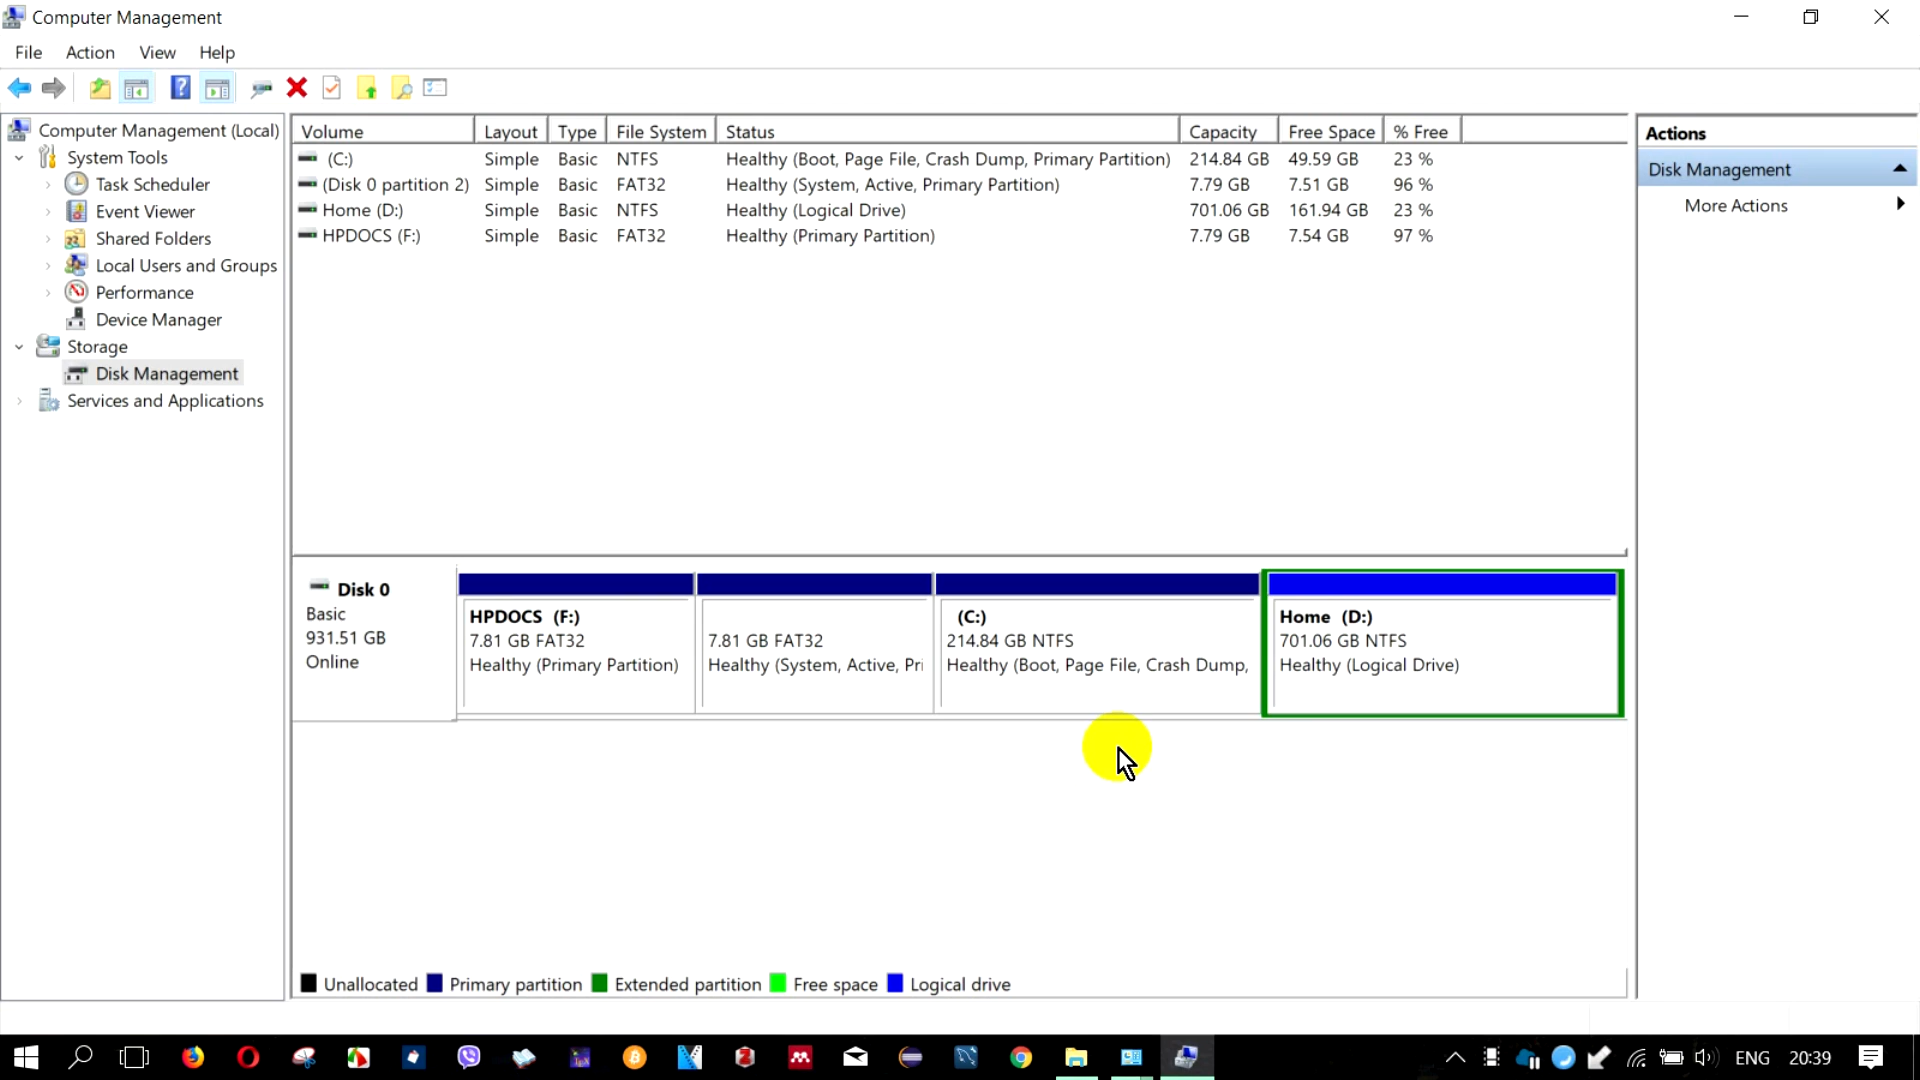 Computer Management
File Action View Help
Computer Management (Local)
System Tools
Task Scheduler
Event Viewer
Shared Folders
Local Users and Groups
Performance
Device Manager
Storage
Disk Management
Services and Applications
Volume Layout Type File System Status Capacity Free Space % Free
(C:) Simple Basic NTFS Healthy (Boot, Page File, Crash Dump, Primary Partition) 214.84 GB 49.59 GB 23 %
(Disk 0 partition 2) Simple Basic FAT32 Healthy (System, Active, Primary Partition) 7.79 GB 7.51 GB 96 %
Home (D:) Simple Basic NTFS Healthy (Logical Drive) 701.06 GB 161.94 GB 23 %
HPDOCS (F:) Simple Basic FAT32 Healthy (Primary Partition) 7.79 GB 7.54 GB 97 %
Actions
Disk Management
More Actions
Disk 0
Basic
931.51 GB
Online
HPDOCS (F:)
7.81 GB FAT32
Healthy (Primary Partition)
7.81 GB FAT32
Healthy (System, Active, Pri
(C:)
214.84 GB NTFS
Healthy (Boot, Page File, Crash Dump,
Home (D:)
701.06 GB NTFS
Healthy (Logical Drive)
Unallocated Primary partition Extended partition Free space Logical drive
ENG 20:39